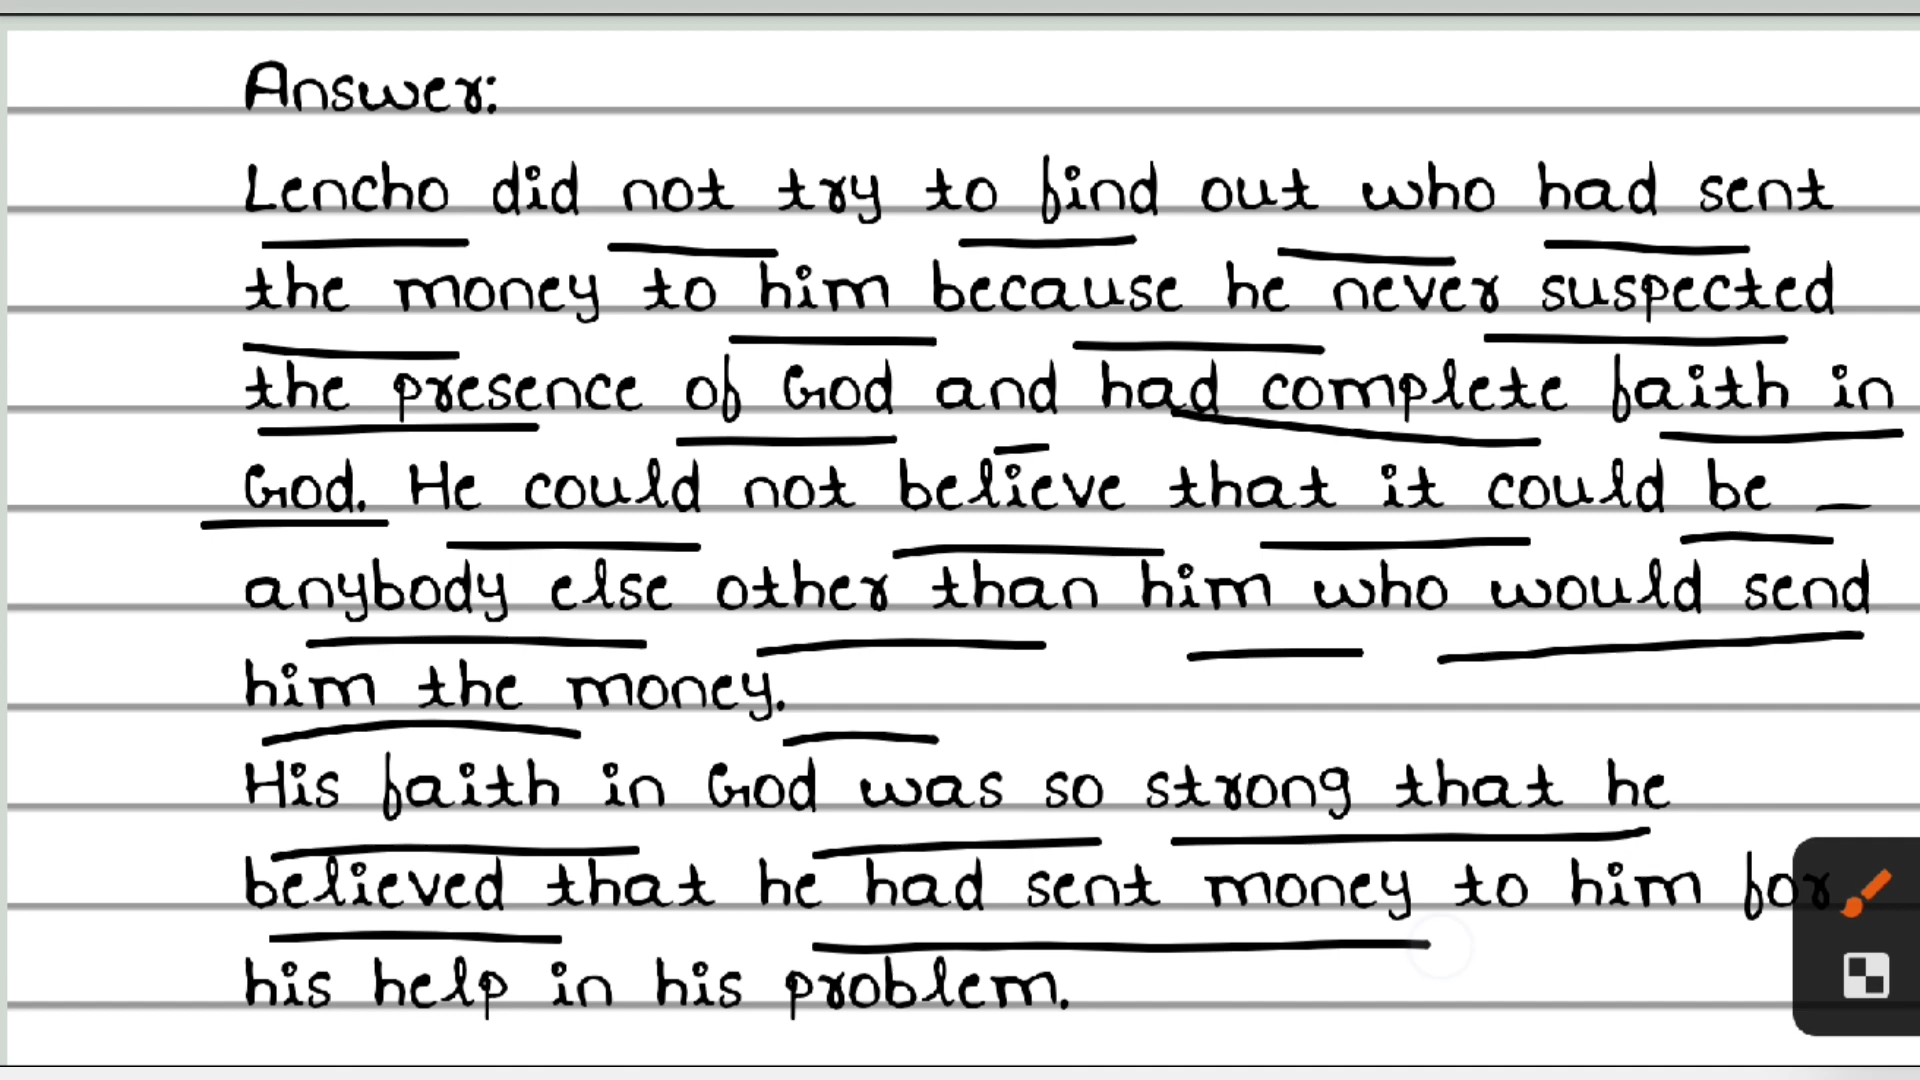 Answer:
Lencho did not try to find out who had sent
the money to him because he never suspected
the presence of God and had complete faith in
God. He could not believe that it could be
anybody else other than him who would send
him the money.
His faith in God was so strong that he
believed that he had sent money to him for
his help in his problem.